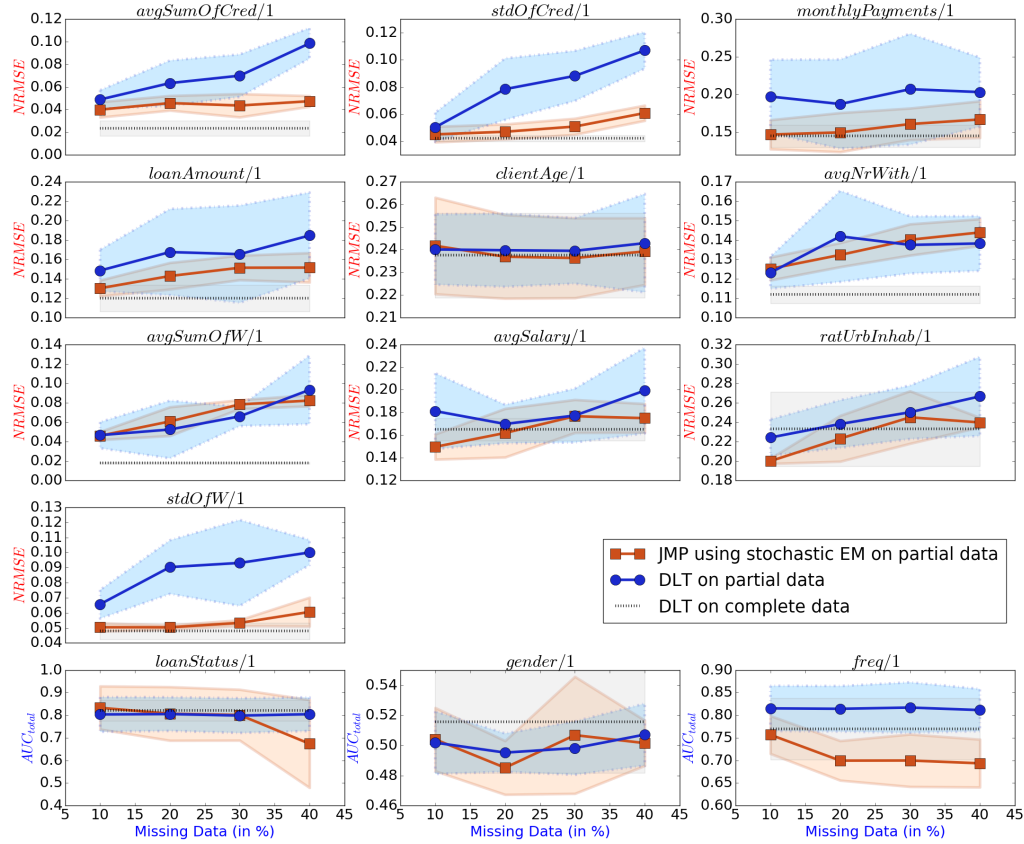 avgSumOfCred/1
stdOfCred/1
monthlyPayments/1
NRMSE
0.12
0.10
0.08
0.06
0.04
0.02
0.00
NRMSE
0.12
0.10
0.08
0.06
0.04
NRMSE
0.30
0.25
0.20
0.15
loanAmount/1
clientAge/1
avgNrWith/1
NRMSE
0.24
0.22
0.20
0.18
0.16
0.14
0.12
0.10
NRMSE
0.27
0.26
0.25
0.24
0.23
0.22
0.21
NRMSE
0.17
0.16
0.15
0.14
0.13
0.12
0.11
0.10
avgSumOfW/1
avgSalary/1
ratUrbInhab/1
NRMSE
0.14
0.12
0.10
0.08
0.06
0.04
0.02
0.00
NRMSE
0.24
0.22
0.20
0.18
0.16
0.14
0.12
NRMSE
0.32
0.30
0.28
0.26
0.24
0.22
0.20
0.18
stdOfW/1
NRMSE
0.13
0.12
0.11
0.10
0.09
0.08
0.07
0.06
0.05
0.04
JMP using stochastic EM on partial data
DLT on partial data
DLT on complete data
loanStatus/1
gender/1
freq/1
AUCtotal
1.0
0.9
0.8
0.7
0.6
0.5
0.4
AUCtotal
0.54
0.52
0.50
0.48
0.46
AUCtotal
0.90
0.85
0.80
0.75
0.70
0.65
0.60
5 10 15 20 25 30 35 40 45
5 10 15 20 25 30 35 40 45
5 10 15 20 25 30 35 40 45
Missing Data (in %)
Missing Data (in %)
Missing Data (in %)